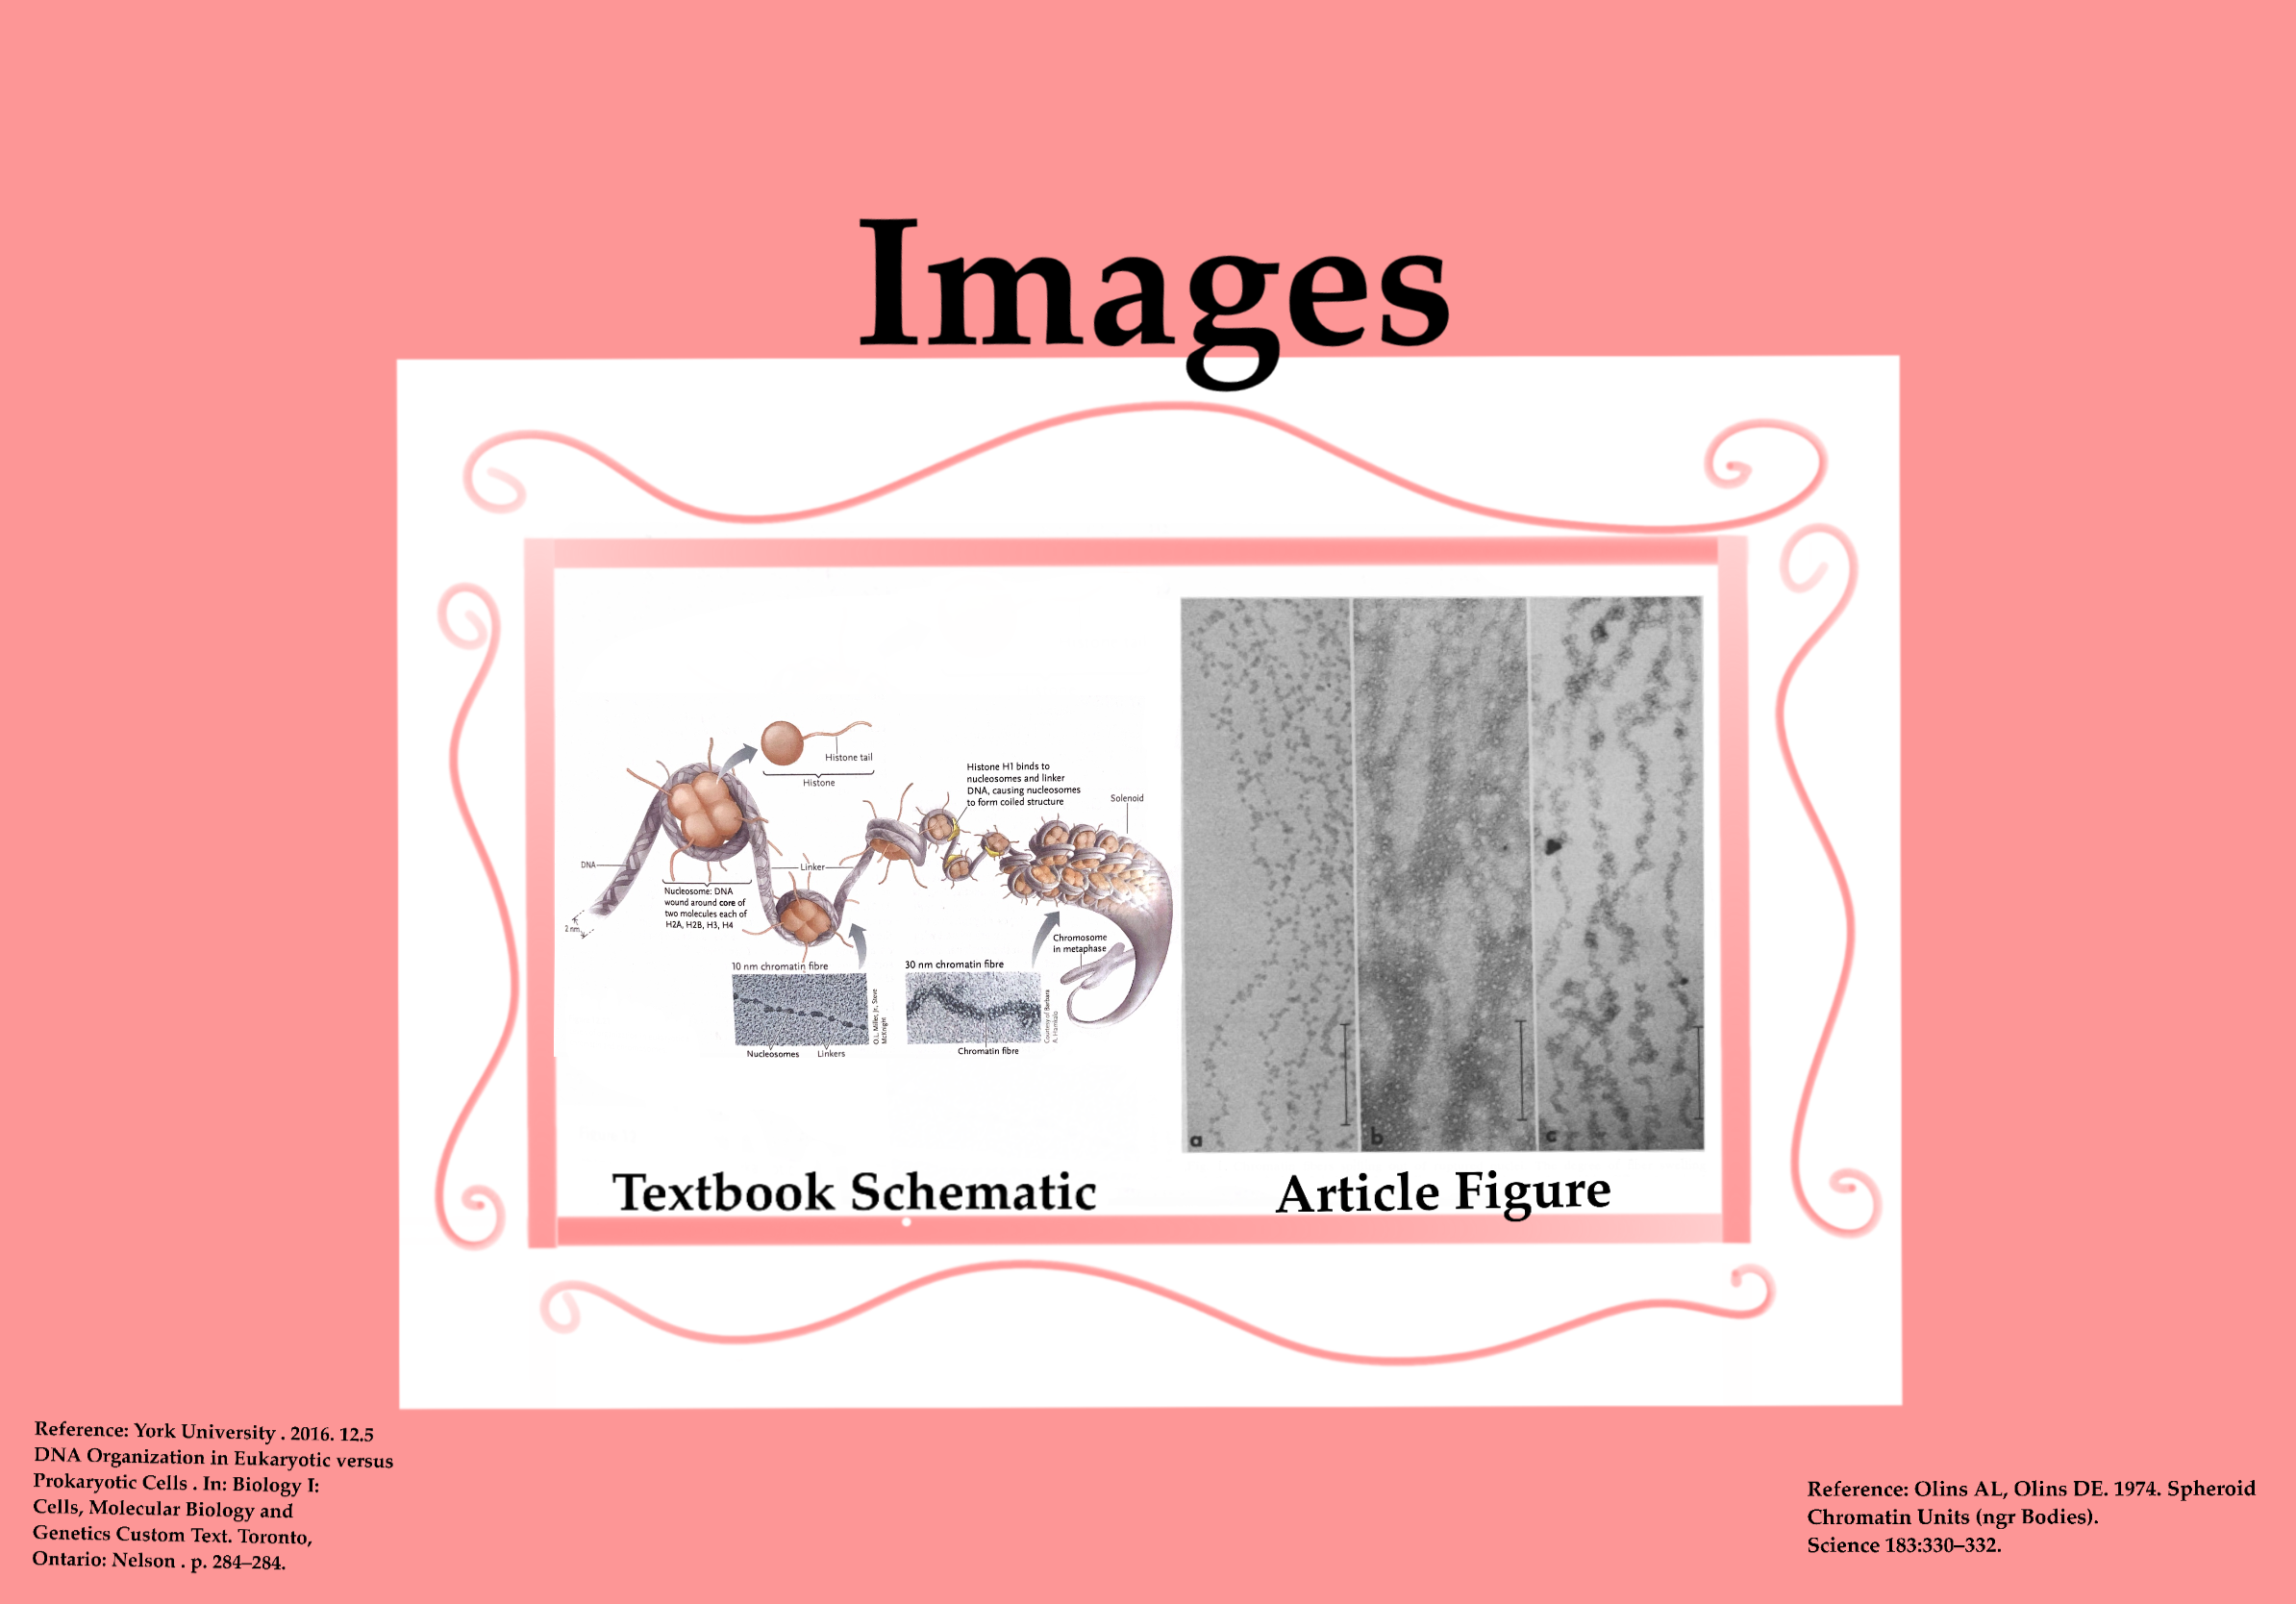 Images
Histone tail
Histone
Histone H1 binds to
nucleosomes and linker
DNA, causing nucleosomes
to form coiled structure
Solenoid
DNA
Linker
Nucleosome: DNA
wound around core of
two molecules each of
H2A, H2B, H3, H4
2 nm
Chromosome
in metaphase
10 nm chromatin fibre
30 nm chromatin fibre
O.L. Miller, Jr., Steve
McKnight
Courtesy of Barbara
A. Hamkalo
Nucleosomes
Linkers
Chromatin fibre
a
b
c
Textbook Schematic
Article Figure
Reference: York University . 2016. 12.5
DNA Organization in Eukaryotic versus
Prokaryotic Cells . In: Biology I:
Cells, Molecular Biology and
Genetics Custom Text. Toronto,
Ontario: Nelson . p. 284–284.
Reference: Olins AL, Olins DE. 1974. Spheroid
Chromatin Units (ngr Bodies).
Science 183:330–332.